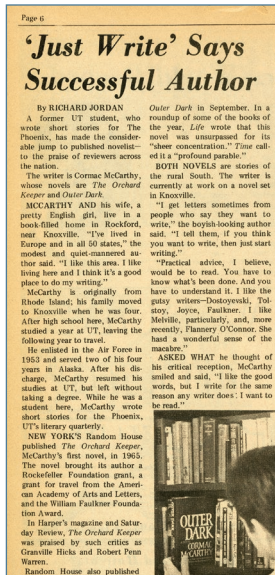 Page 6
'Just Write' Says
Successful Author
By RICHARD JORDAN
A former UT student, who
wrote short stories for The
Phoenix, has made the consider-
able jump to published novelist—
to the praise of reviewers across
the nation.
The writer is Cormac McCarthy,
whose novels are The Orchard
Keeper and Outer Dark.
MCCARTHY AND his wife, a
pretty English girl, live in a
book-filled home in Rockford,
near Knoxville. "I've lived in
Europe and in all 50 states," the
modest and quiet-mannered au-
thor said. "I like this area. I like
living here and I think it's a good
place to do my writing."
McCarthy is originally from
Rhode Island; his family moved
to Knoxville when he was four.
After high school here, McCarthy
studied a year at UT, leaving the
following year to travel.
He enlisted in the Air Force in
1953 and served two of his four
years in Alaska. After his dis-
charge, McCarthy resumed his
studies at UT, but left without
taking a degree. While he was a
student here, McCarthy wrote
short stories for the Phoenix,
UT's literary quarterly.
NEW YORK'S Random House
published The Orchard Keeper,
McCarthy's first novel, in 1965.
The novel brought its author a
Rockefeller Foundation grant, a
grant for travel from the Ameri-
can Academy of Arts and Letters,
and the William Faulkner Founda-
tion Award.
In Harper's magazine and Satur-
day Review, The Orchard Keeper
was praised by such critics as
Granville Hicks and Robert Penn
Warren.
Random House also published
Outer Dark in September. In a
roundup of some of the books of
the year, Life wrote that this
novel was unsurpassed for its
"sheer concentration." Time call-
ed it a "profound parable."
BOTH NOVELS are stories of
the rural South. The writer is
currently at work on a novel set
in Knoxville.
"I get letters sometimes from
people who say they want to
write," the boyish-looking author
said. "I tell them, if you think
you want to write, then just start
writing."
"Practical advice, I believe,
would be to read. You have to
know what's been done. And you
have to understand it. I like the
gutsy writers—Dostoyevski, Tol-
stoy, Joyce, Faulkner. I like
Melville, particularly, and, more
recently, Flannery O'Connor. She
hasd a wonderful sense of the
macabre."
ASKED WHAT he thought of
his critical reception, McCarthy
smiled and said, "I like the good
words, but I write for the same
reason any writer does: I want to
be read."
OUTER
DARK
CORMAC
McCARTHY